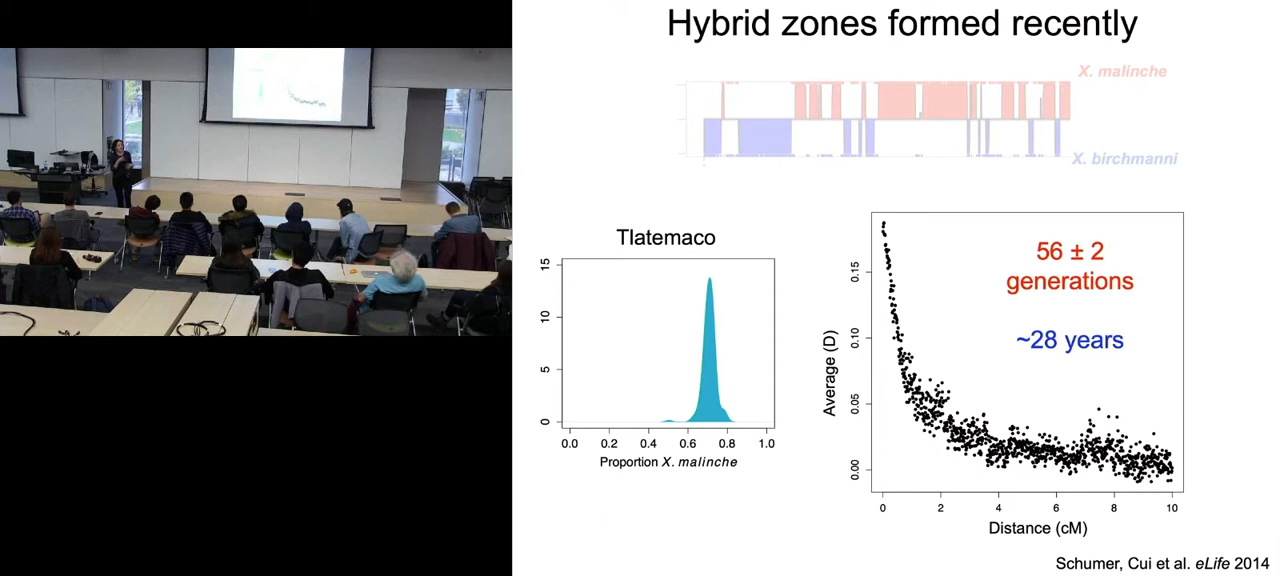 Hybrid zones formed recently
X. malinche
X. birchmanni
Tlatemaco
15
10
5
0
0.0 0.2 0.4 0.6 0.8 1.0
Proportion X. malinche
56 ± 2
generations
~28 years
Average (D)
0.15
0.10
0.05
0.00
0 2 4 6 8 10
Distance (cM)
Schumer, Cui et al. eLife 2014